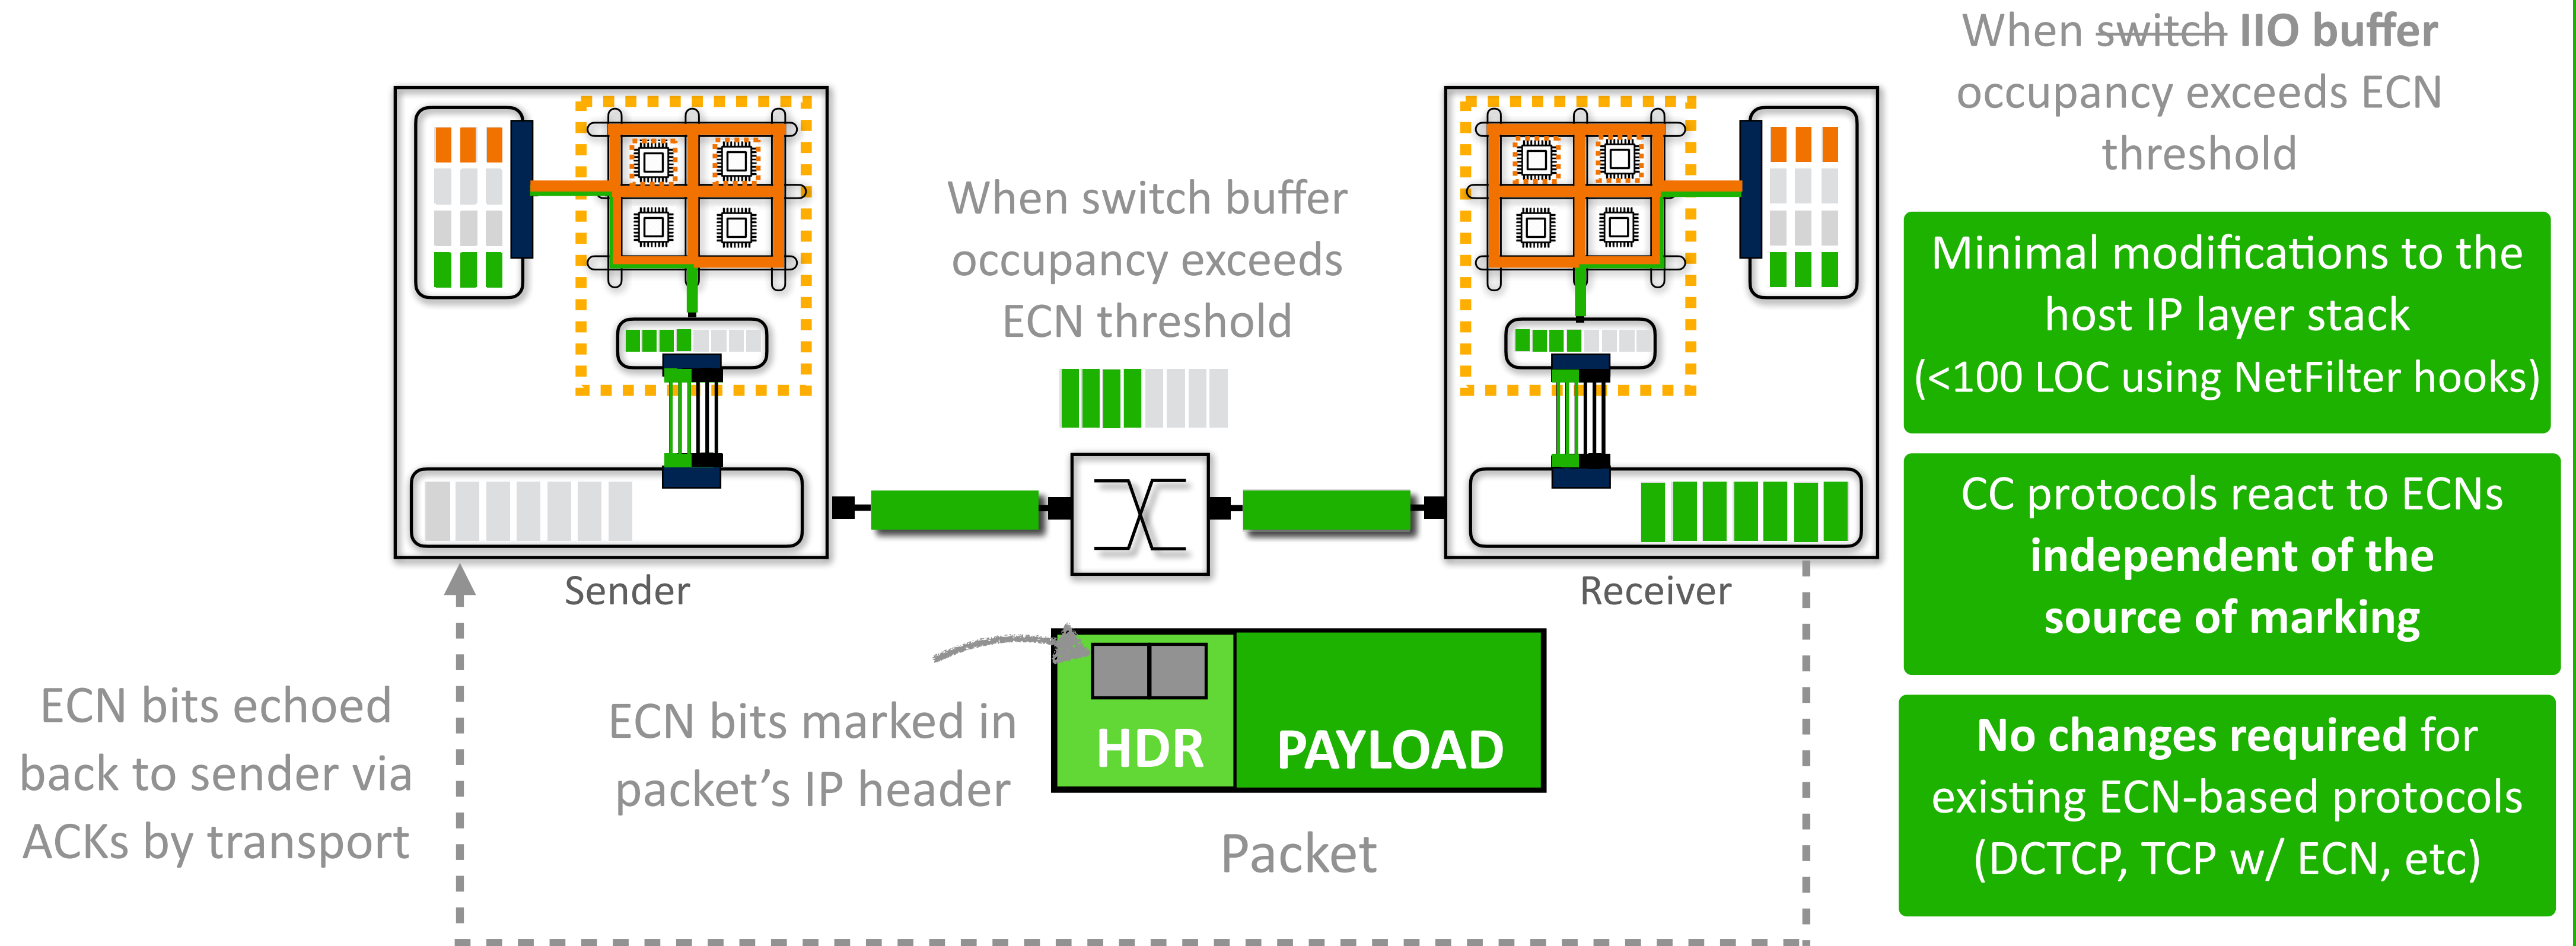 When switch IIO buffer
occupancy exceeds ECN
threshold
When switch buffer
occupancy exceeds
ECN threshold
Minimal modifications to the
host IP layer stack
(<100 LOC using NetFilter hooks)
CC protocols react to ECNs
independent of the
source of marking
Sender
Receiver
ECN bits echoed
back to sender via
ACKs by transport
ECN bits marked in
packet’s IP header
HDR
PAYLOAD
Packet
No changes required for
existing ECN-based protocols
(DCTCP, TCP w/ ECN, etc)